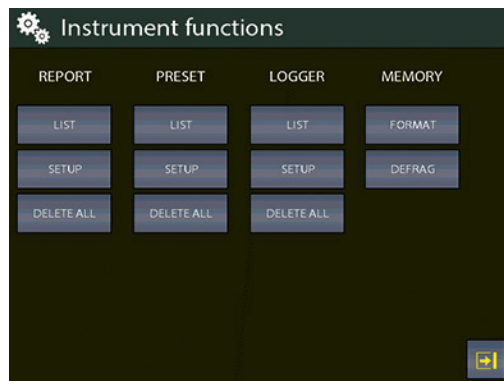 Instrument functions
REPORT PRESET LOGGER MEMORY
LIST LIST LIST FORMAT
SETUP SETUP SETUP DEFRAG
DELETE ALL DELETE ALL DELETE ALL